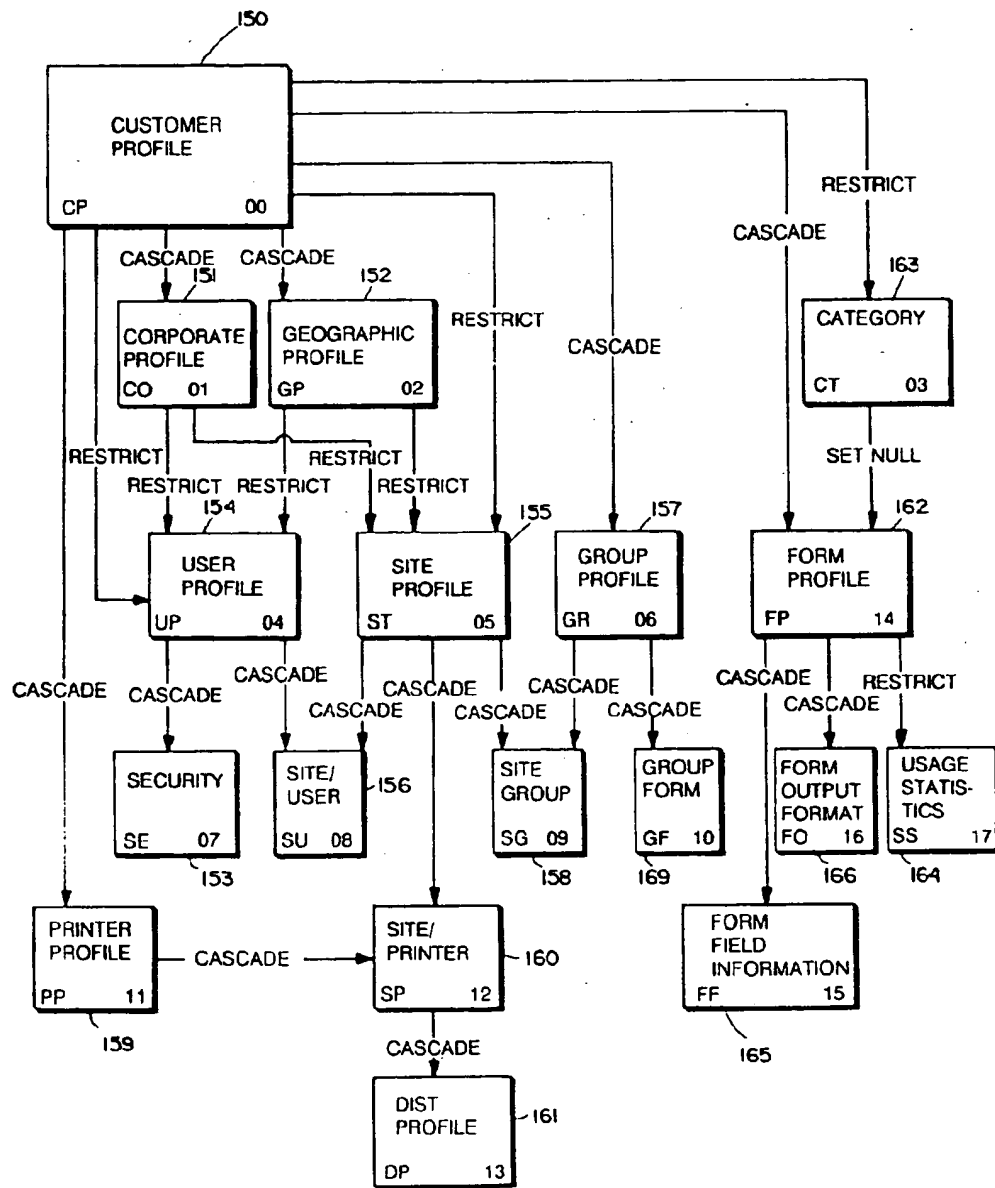 150
CUSTOMER
PROFILE
CP 00
RESTRICT
CASCADE
CASCADE
CASCADE
151
152
163
CORPORATE
PROFILE
CO 01
GEOGRAPHIC
PROFILE
GP 02
RESTRICT
CASCADE
CATEGORY
CT 03
RESTRICT
RESTRICT
RESTRICT
RESTRICT
RESTRICT
SET NULL
154
155
157
162
USER
PROFILE
UP 04
SITE
PROFILE
ST 05
GROUP
PROFILE
GR 06
FORM
PROFILE
FP 14
CASCADE
CASCADE
CASCADE
CASCADE
CASCADE
CASCADE
CASCADE
CASCADE
CASCADE
RESTRICT
SECURITY
SE 07
153
SITE/
USER
SU 08
156
SITE
GROUP
SG 09
158
GROUP
FORM
GF 10
169
FORM
OUTPUT
FORMAT
FO 16
166
USAGE
STATIS-
TICS
SS 17
164
PRINTER
PROFILE
PP 11
159
CASCADE
SITE/
PRINTER
SP 12
160
FORM
FIELD
INFORMATION
FF 15
165
CASCADE
DIST
PROFILE
DP 13
161